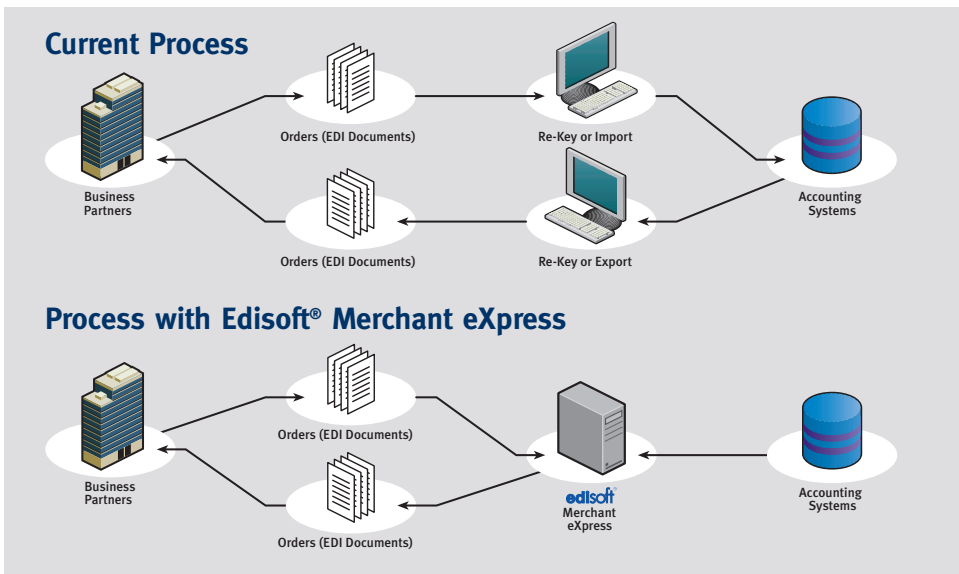 Current Process
Orders (EDI Documents)
Re-Key or Import
Business
Partners
Accounting
Systems
Orders (EDI Documents)
Re-Key or Export
Process with Edisoft® Merchant eXpress
Orders (EDI Documents)
Business
Partners
edisoft™
Merchant
eXpress
Accounting
Systems
Orders (EDI Documents)